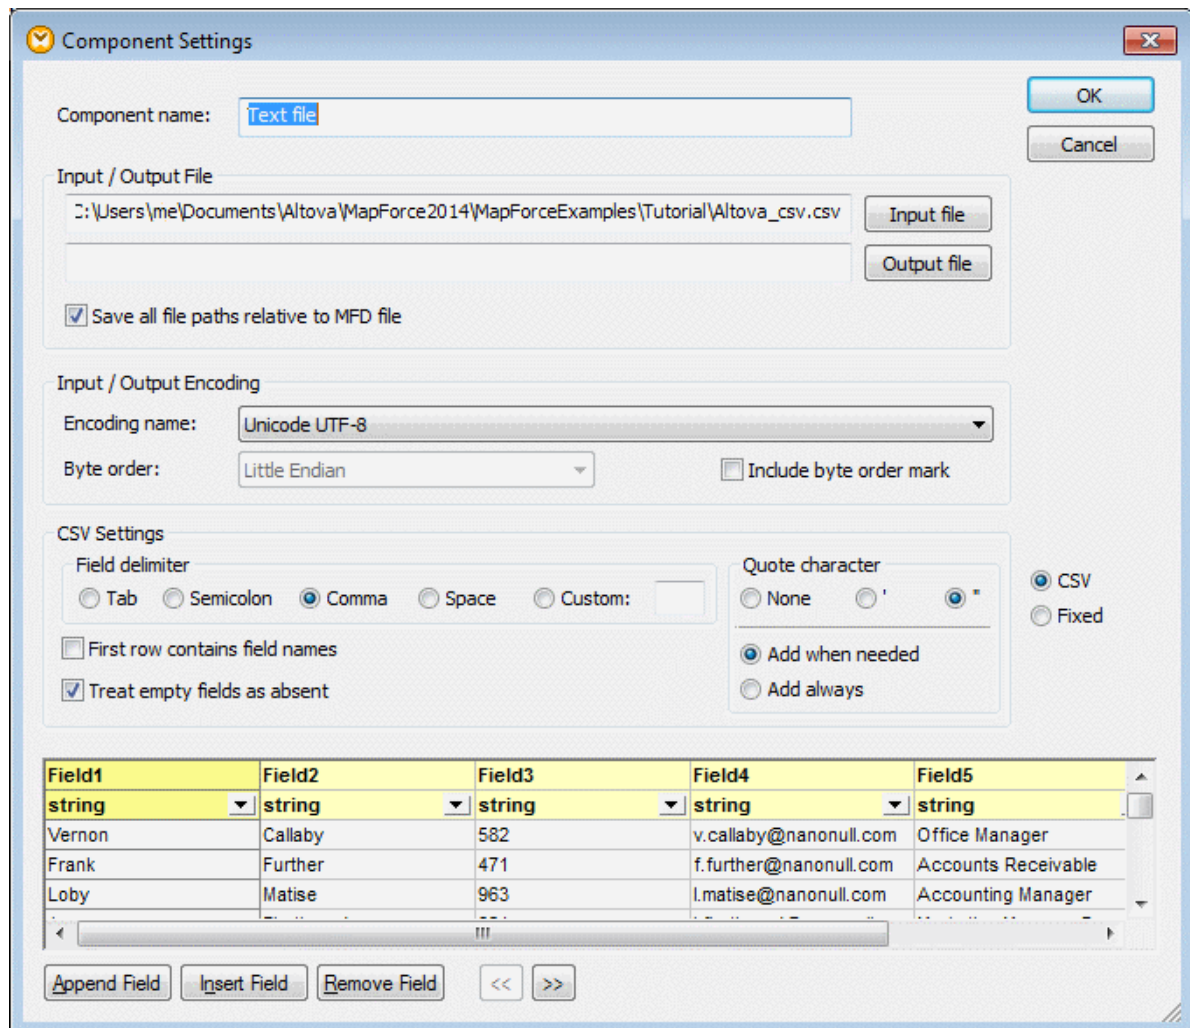 Component Settings
Component name: Text file
OK
Cancel
Input / Output File
C:\Users\me\Documents\Altova\MapForce2014\MapForceExamples\Tutorial\Altova_csv.csv Input file
Output file
Save all file paths relative to MFD file
Input / Output Encoding
Encoding name: Unicode UTF-8
Byte order: Little Endian Include byte order mark
CSV Settings
Field delimiter Quote character
Tab Semicolon Comma Space Custom: None ' " CSV
Fixed
First row contains field names
Add when needed
Treat empty fields as absent Add always
Field1 Field2 Field3 Field4 Field5
string string string string string
Vernon Callaby 582 v.callaby@nanonull.com Office Manager
Frank Further 471 f.further@nanonull.com Accounts Receivable
Loby Matise 963 l.matise@nanonull.com Accounting Manager
Append Field Insert Field Remove Field << >>